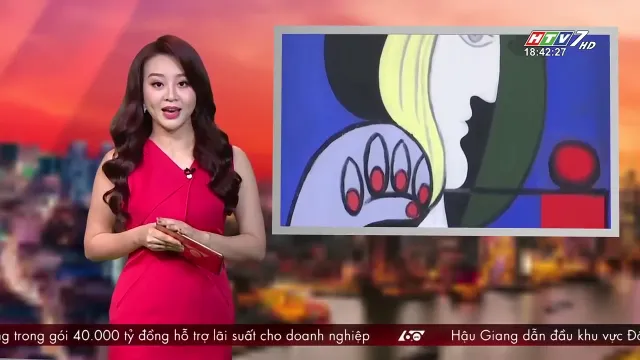 HTV7 HD
18:42:27
g trong gói 40.000 tỷ đồng hỗ trợ lãi suất cho doanh nghiệp 60 Hậu Giang dẫn đầu khu vực Đ